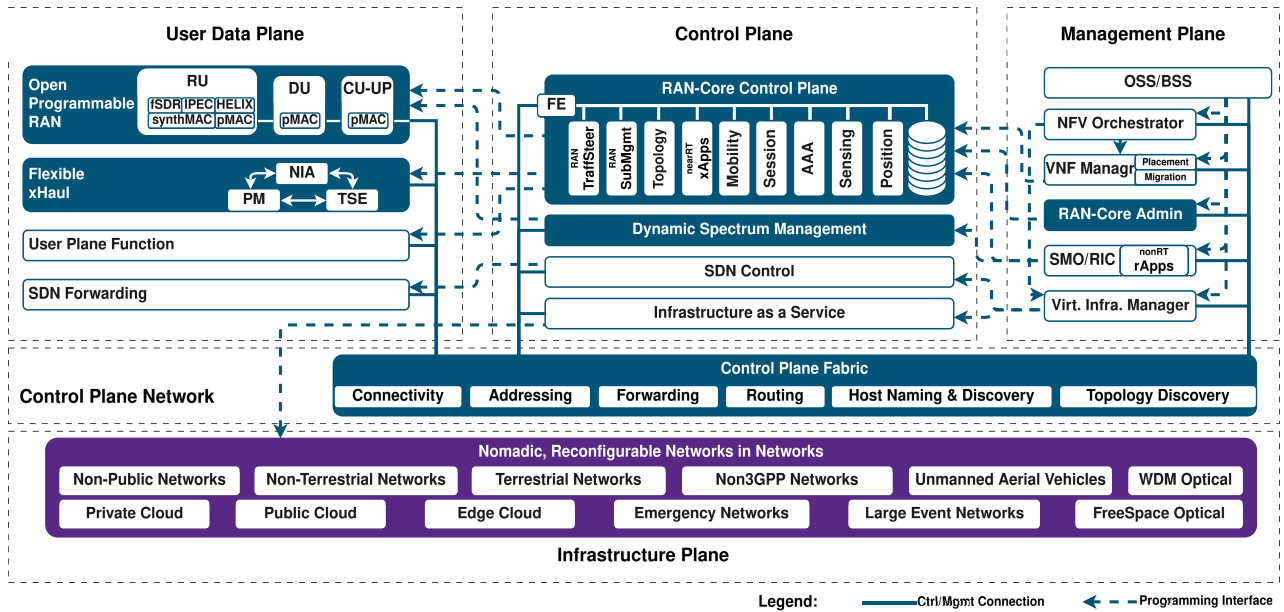 User Data Plane
Control Plane
Management Plane
Open
Programmable
RAN
RU
fSDR
IPEC
HELIX
synthMAC
pMAC
DU
pMAC
CU-UP
pMAC
Flexible
xHaul
NIA
PM
TSE
User Plane Function
SDN Forwarding
RAN-Core Control Plane
FE
RAN
TraffSteer
RAN
SubMgmt
Topology
nearRT
xApps
Mobility
Session
AAA
Sensing
Position
Dynamic Spectrum Management
SDN Control
Infrastructure as a Service
OSS/BSS
NFV Orchestrator
VNF Managr
Placement
Migration
RAN-Core Admin
SMO/RIC
nonRT
rApps
Virt. Infra. Manager
Control Plane Network
Control Plane Fabric
Connectivity
Addressing
Forwarding
Routing
Host Naming & Discovery
Topology Discovery
Nomadic, Reconfigurable Networks in Networks
Non-Public Networks
Non-Terrestrial Networks
Terrestrial Networks
Non3GPP Networks
Unmanned Aerial Vehicles
WDM Optical
Private Cloud
Public Cloud
Edge Cloud
Emergency Networks
Large Event Networks
FreeSpace Optical
Infrastructure Plane
Legend:
Ctrl/Mgmt Connection
Programming Interface